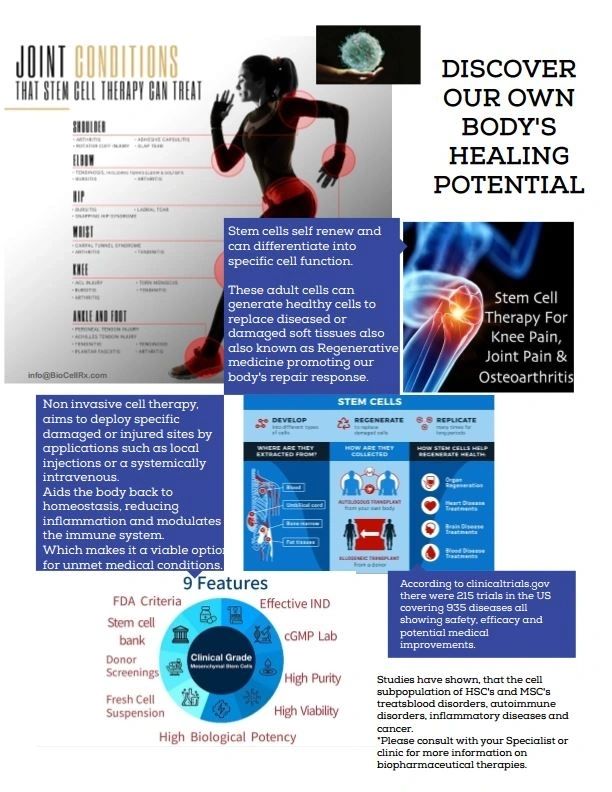 JOINT CONDITIONS
THAT STEM CELL THERAPY CAN TREAT
SHOULDER
• ARTHRITIS
• ADHESIVE CAPSULITIS
• ROTATOR CUFF INJURY
• SLAP TEAR
ELBOW
• TENDINOSIS, INCLUDING TENNIS ELBOW & GOLFER'S
• BURSITIS
• ARTHRITIS
HIP
• BURSITIS
• LABRAL TEAR
• SNAPPING HIP SYNDROME
WRIST
• CARPAL TUNNEL SYNDROME
• ARTHRITIS
• TENDINITIS
KNEE
• ACL INJURY
• TORN MENISCUS
• BURSITIS
• TENDINITIS
• ARTHRITIS
ANKLE AND FOOT
• PERONEAL TENDON INJURY
• ACHILLES TENDON INJURY
• TENDINITIS
• TENDINOSIS
• PLANTAR FASCIITIS
• ARTHRITIS
info@BioCellRx.com
DISCOVER
OUR OWN
BODY'S
HEALING
POTENTIAL
Stem cells self renew and
can differentiate into
specific cell function.
These adult cells can
generate healthy cells to
replace diseased or
damaged soft tissues also
also known as Regenerative
medicine promoting our
body's repair response.
Stem Cell
Therapy For
Knee Pain,
Joint Pain &
Osteoarthritis
Non invasive cell therapy,
aims to deploy specific
damaged or injured sites by
applications such as local
injections or a systemically
intravenous.
Aids the body back to
homeostasis, reducing
inflammation and modulates
the immune system.
Which makes it a viable optio
for unmet medical conditions.
STEM CELLS
DEVELOP
into different types
of cells
REGENERATE
to replace
damaged cells
REPLICATE
many times for
long periods
WHERE ARE THEY
EXTRACTED FROM?
Blood
Umbilical cord
Bone marrow
Fat tissues
HOW ARE THEY
COLLECTED
AUTOLOGOUS TRANSPLANT
from your own body
ALLOGENEIC TRANSPLANT
from a donor
HOW STEM CELLS HELP
REGENERATE HEALTH:
Organ
Regeneration
Heart Disease
Treatments
Brain Disease
Treatments
Blood Disease
Treatments
According to clinicaltrials.gov
there were 215 trials in the US
covering 935 diseases all
showing safety, efficacy and
potential medical
improvements.
9 Features
FDA Criteria
Effective IND
Stem cell
bank
cGMP Lab
Donor
Screenings
High Purity
Fresh Cell
Suspension
High Viability
High Biological Potency
Clinical Grade
Mesenchymal Stem Cells
Studies have shown, that the cell
subpopulation of HSC's and MSC's
treatsblood disorders, autoimmune
disorders, inflammatory diseases and
cancer.
*Please consult with your Specialist or
clinic for more information on
biopharmaceutical therapies.